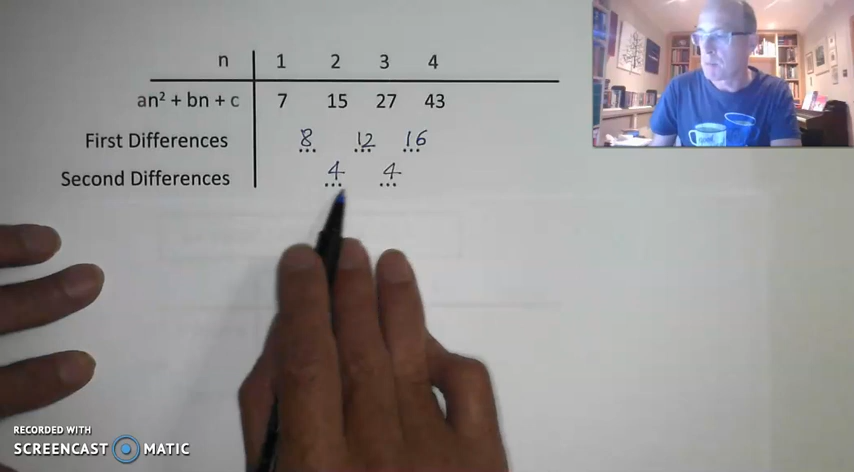 n 1 2 3 4
an² + bn + c 7 15 27 43
First Differences 8 12 16
Second Differences 4 4
RECORDED WITH
SCREENCAST MATIC